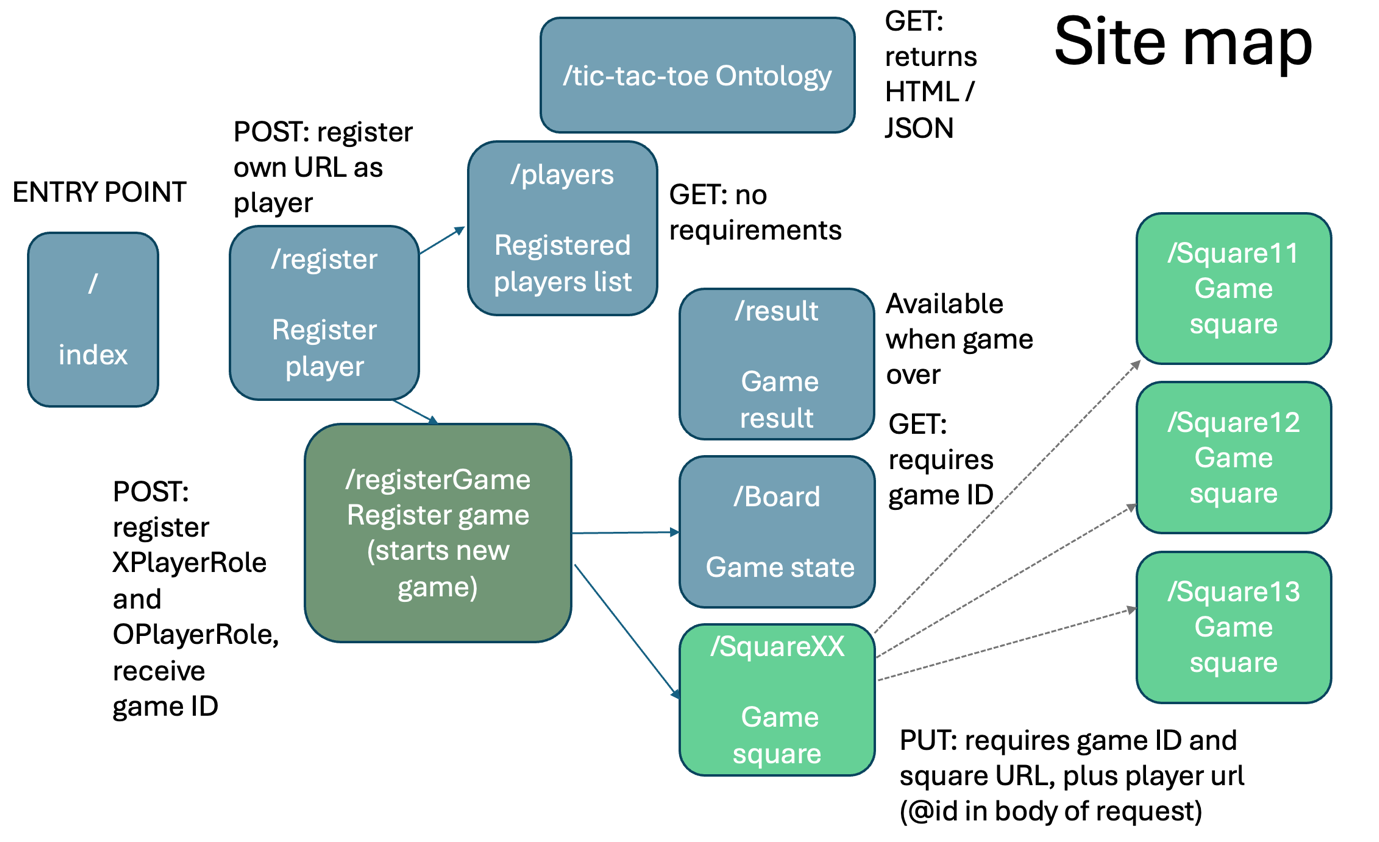 Site map
/tic-tac-toe Ontology
GET:
returns
HTML /
JSON
POST: register
own URL as
player
ENTRY POINT
/
index
/register
Register
player
/players
Registered
players list
GET: no
requirements
/result
Game
result
Available
when game
over
GET:
requires
game ID
/registerGame
Register game
(starts new
game)
POST:
register
XPlayerRole
and
OPlayerRole,
receive
game ID
/Board
Game state
/SquareXX
Game
square
/Square11
Game
square
/Square12
Game
square
/Square13
Game
square
PUT: requires game ID and
square URL, plus player url
(@id in body of request)